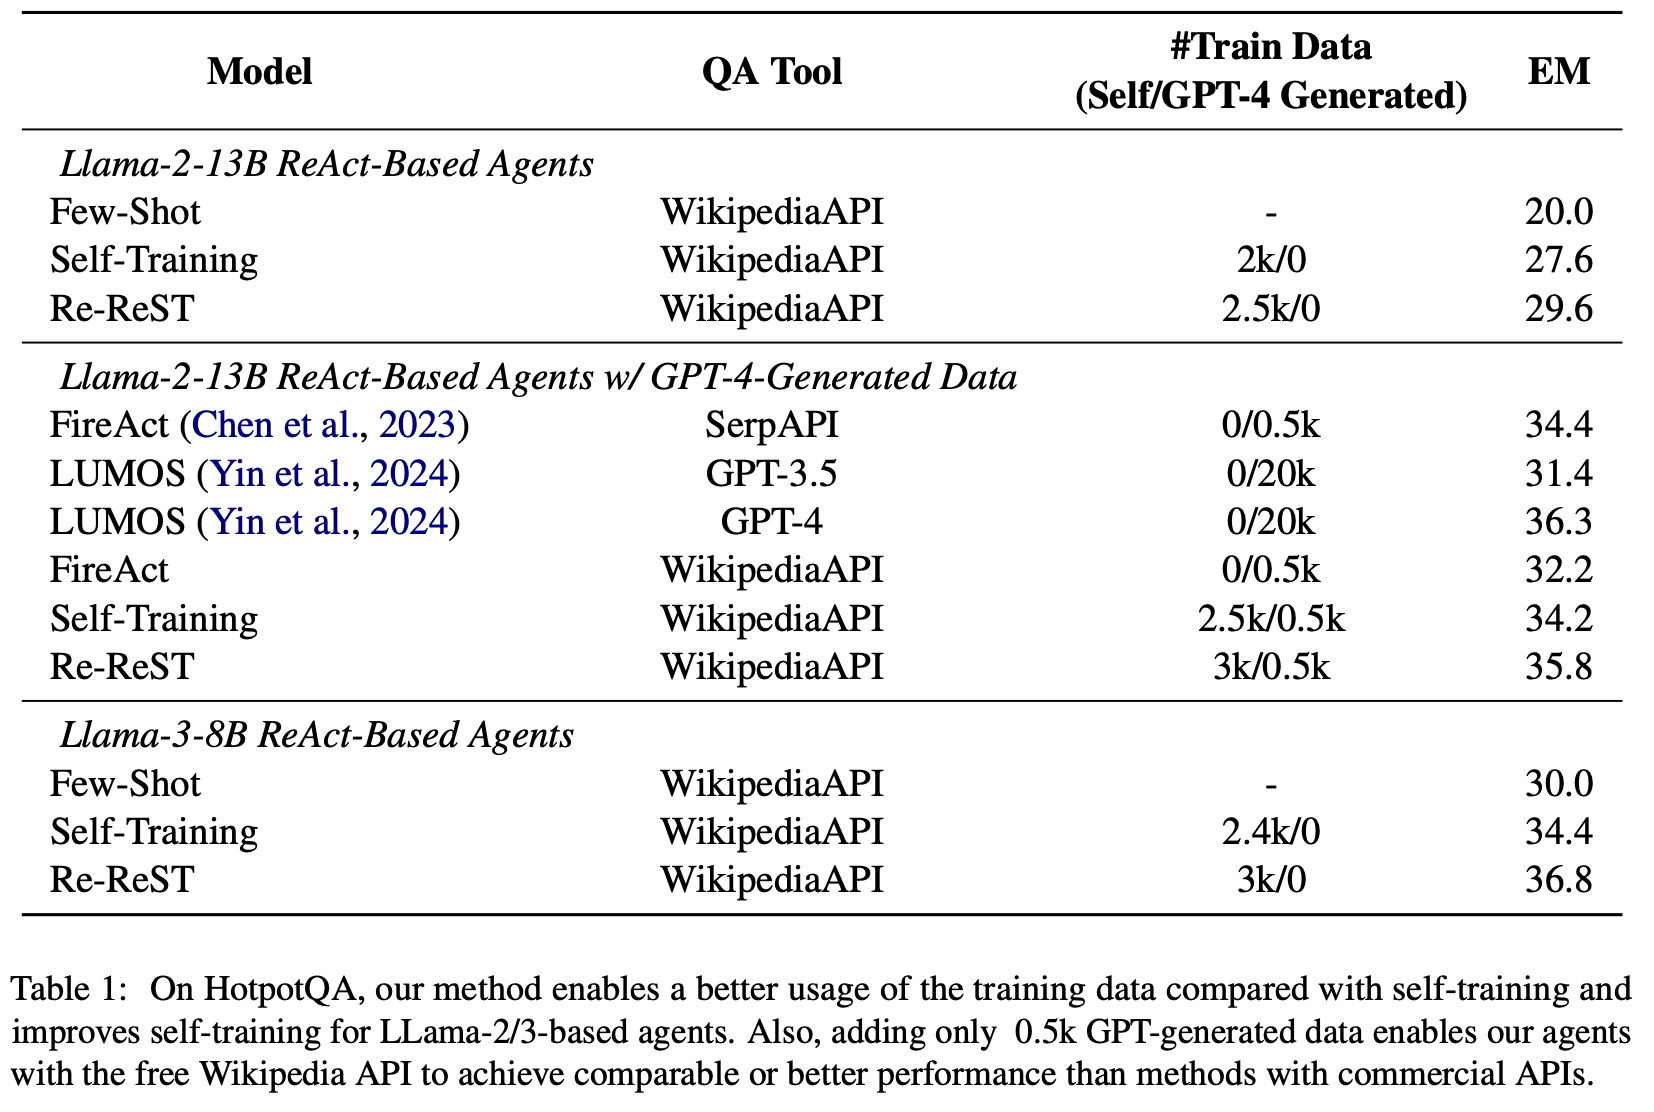 Model QA Tool #Train Data (Self/GPT-4 Generated) EM
Llama-2-13B ReAct-Based Agents
Few-Shot WikipediaAPI - 20.0
Self-Training WikipediaAPI 2k/0 27.6
Re-ReST WikipediaAPI 2.5k/0 29.6
Llama-2-13B ReAct-Based Agents w/ GPT-4-Generated Data
FireAct (Chen et al., 2023) SerpAPI 0/0.5k 34.4
LUMOS (Yin et al., 2024) GPT-3.5 0/20k 31.4
LUMOS (Yin et al., 2024) GPT-4 0/20k 36.3
FireAct WikipediaAPI 0/0.5k 32.2
Self-Training WikipediaAPI 2.5k/0.5k 34.2
Re-ReST WikipediaAPI 3k/0.5k 35.8
Llama-3-8B ReAct-Based Agents
Few-Shot WikipediaAPI - 30.0
Self-Training WikipediaAPI 2.4k/0 34.4
Re-ReST WikipediaAPI 3k/0 36.8
Table 1: On HotpotQA, our method enables a better usage of the training data compared with self-training and
improves self-training for LLama-2/3-based agents. Also, adding only 0.5k GPT-generated data enables our agents
with the free Wikipedia API to achieve comparable or better performance than methods with commercial APIs.